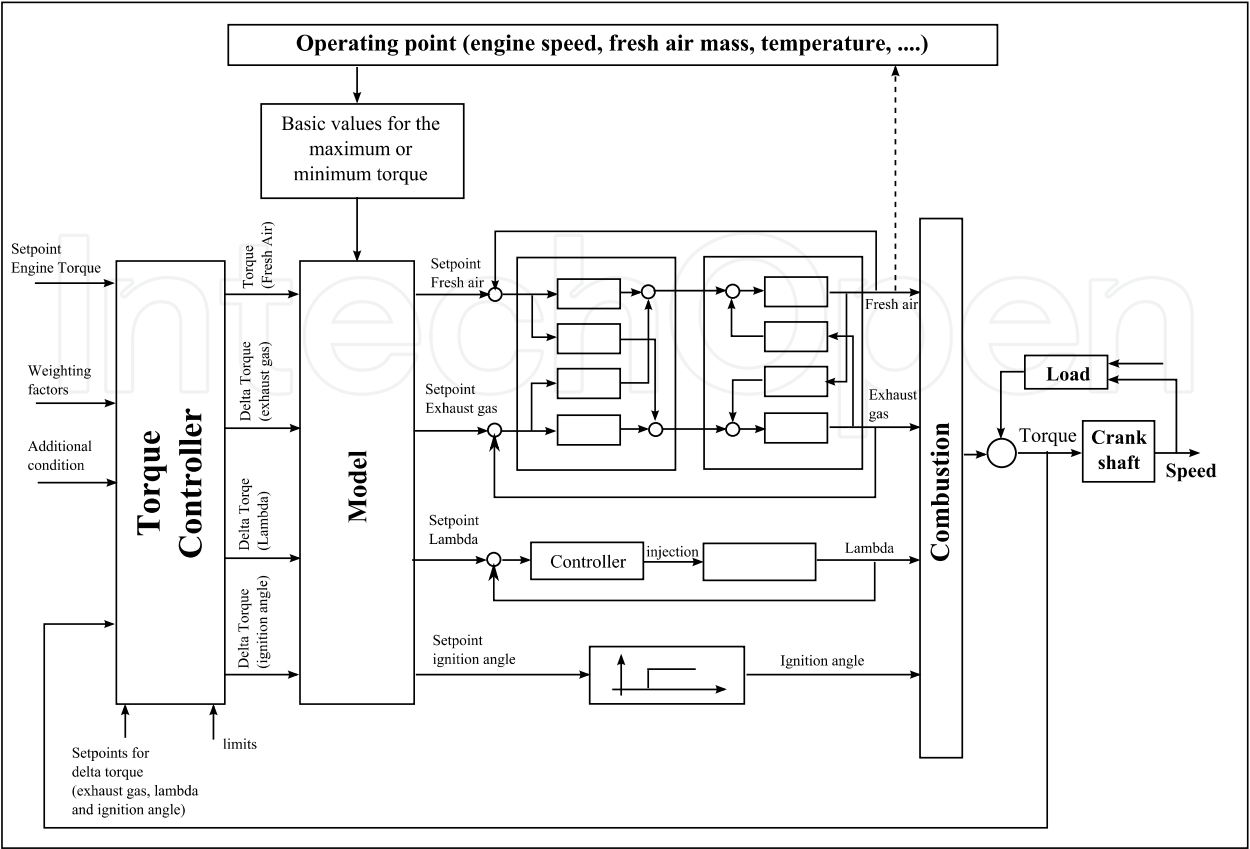 Operating point (engine speed, fresh air mass, temperature, ....)
Basic values for the
maximum or
minimum torque
Setpoint
Engine Torque
Weighting
factors
Additional
condition
Torque
Controller
Setpoints for
delta torque
(exhaust gas, lambda
and ignition angle)
limits
Torque
(Fresh Air)
Delta Torque
(exhaust gas)
Delta Torqe
(Lambda)
Delta Torque
(ignition angle)
Model
Setpoint
Fresh air
Setpoint
Exhaust gas
Setpoint
Lambda
Setpoint
ignition angle
Controller
injection
Fresh air
Exhaust
gas
Lambda
Ignition angle
Combustion
Load
Torque
Crank
shaft
Speed
IntechOpen